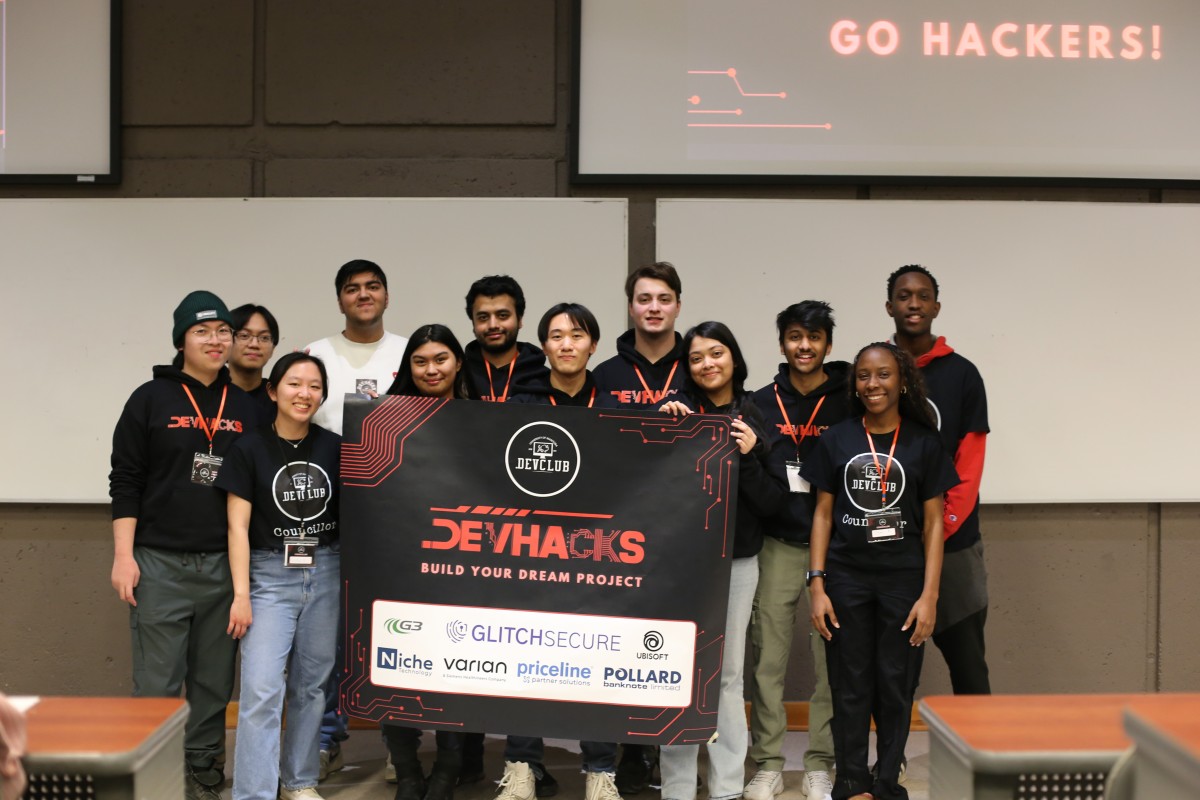 GO HACKERS!
DEVHACKS
DEVCLUB
Councillor
DEVHACKS
DEVHACKS
DEVCLUB
DEVCLUB
DEVHACKS
BUILD YOUR DREAM PROJECT
G3
GLITCHSECURE
UBISOFT
Niche
technology
varian
priceline
partner solutions
POLLARD
banknote limited